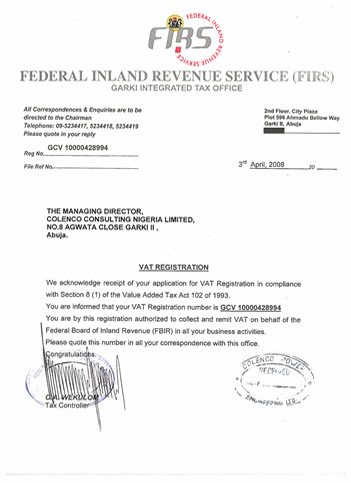 FEDERAL INLAND REVENUE SERVICE
FIRS
FEDERAL INLAND REVENUE SERVICE (FIRS)
GARKI INTEGRATED TAX OFFICE
All Correspondences & Enquiries are to be
directed to the Chairman
Telephone: 09-5234417, 5234418, 5234419
Please quote in your reply
2nd Floor, City Plaza
Plot 596 Ahmadu Bellow Way
Garki II, Abuja
GCV 10000428994
Reg No.
File Ref No.
3rd April, 2008 20
THE MANAGING DIRECTOR,
COLENCO CONSULTING NIGERIA LIMITED,
NO.8 AGWATA CLOSE GARKI II ,
Abuja.
VAT REGISTRATION
We acknowledge receipt of your application for VAT Registration in compliance
with Section 8 (1) of the Value Added Tax Act 102 of 1993.
You are informed that your VAT Registration number is GCV 10000428994
You are by this registration authorized to collect and remit VAT on behalf of the
Federal Board of Inland Revenue (FBIR) in all your business activities.
Please quote this number in all your correspondence with this office.
Congratulations.
COLENCO POWER
RECEIVED
ENGINEERING LTD
WEKULOM
Tax Controller